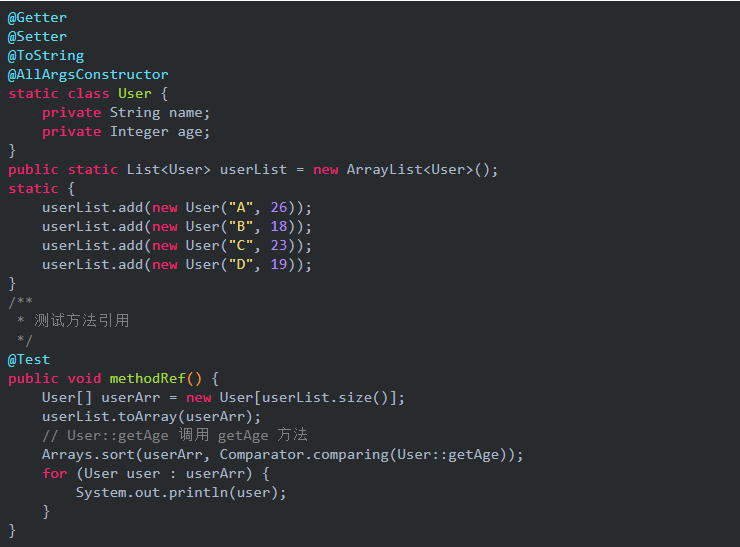 @Getter
@Setter
@ToString
@AllArgsConstructor
static class User {
    private String name;
    private Integer age;
}
public static List<User> userList = new ArrayList<User>();
static {
    userList.add(new User("A", 26));
    userList.add(new User("B", 18));
    userList.add(new User("C", 23));
    userList.add(new User("D", 19));
}
/**
 * 测试方法引用
 */
@Test
public void methodRef() {
    User[] userArr = new User[userList.size()];
    userList.toArray(userArr);
    // User::getAge 调用 getAge 方法
    Arrays.sort(userArr, Comparator.comparing(User::getAge));
    for (User user : userArr) {
        System.out.println(user);
    }
}